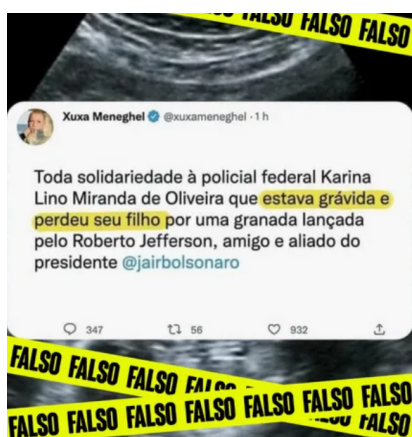 FALSO FALSO FALSO
Xuxa Meneghel @xuxameneghel · 1 h
Toda solidariedade à policial federal Karina
Lino Miranda de Oliveira que estava grávida e
perdeu seu filho por uma granada lançada
pelo Roberto Jefferson, amigo e aliado do
presidente @jairbolsonaro
347 56 932
FALSO FALSO FALSO FALSO
FALSO FALSO FALSO FALSO FALSO FALSO FALSO
FALSO